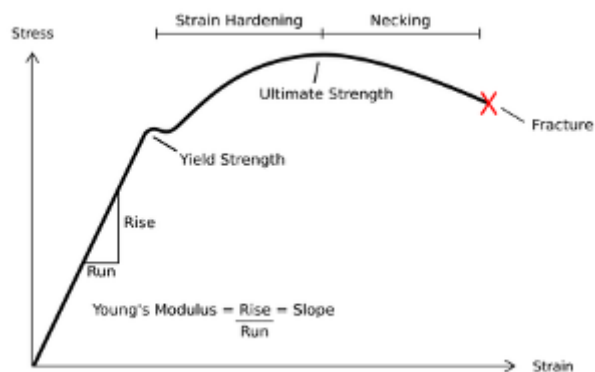 Strain Hardening
Necking
Stress
Ultimate Strength
Fracture
Yield Strength
Rise
Run
Young's Modulus = Rise = Slope
Run
Strain